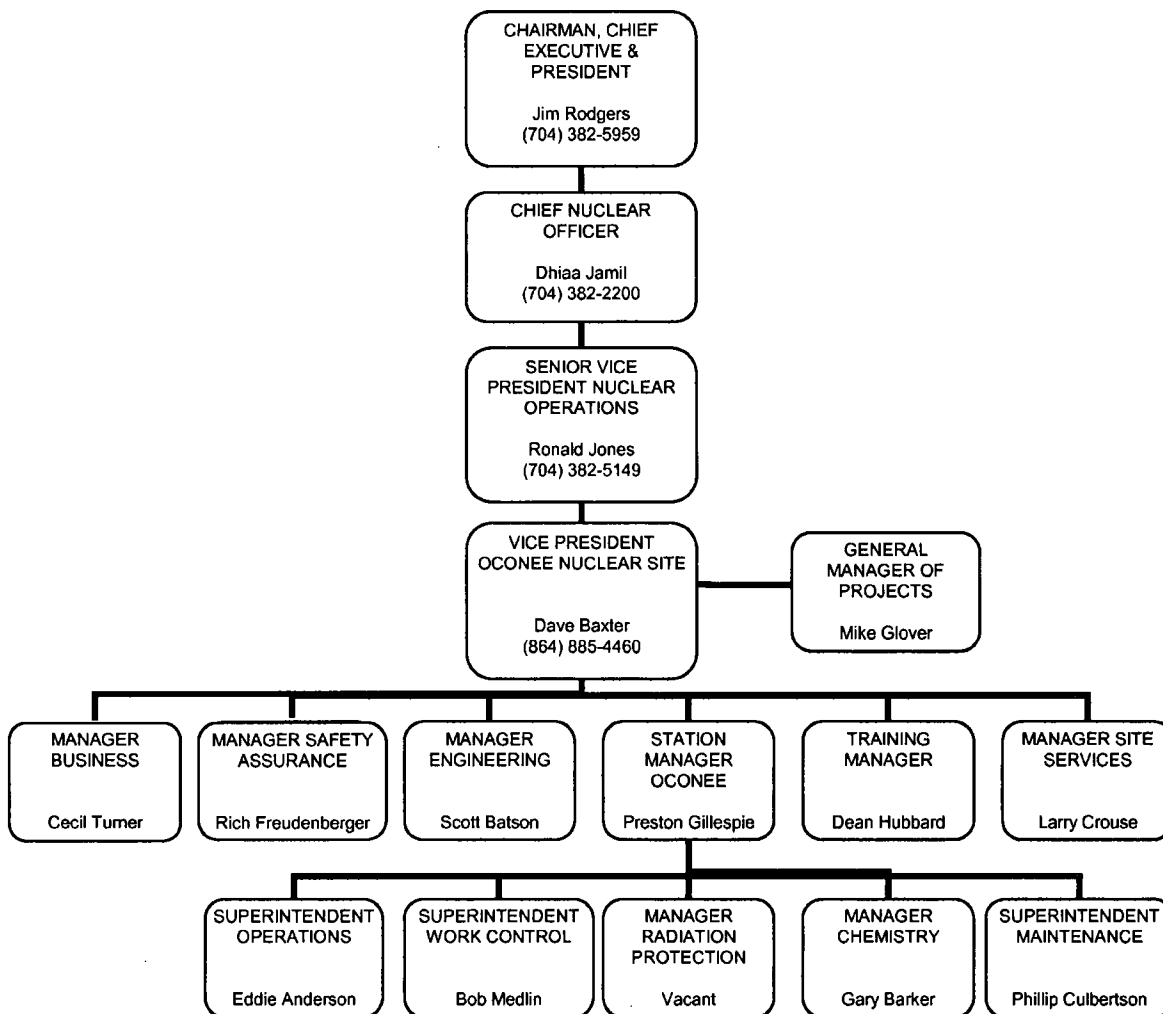 CHAIRMAN, CHIEF
EXECUTIVE &
PRESIDENT
Jim Rodgers
(704) 382-5959
CHIEF NUCLEAR
OFFICER
Dhiaa Jamil
(704) 382-2200
SENIOR VICE
PRESIDENT NUCLEAR
OPERATIONS
Ronald Jones
(704) 382-5149
VICE PRESIDENT
OCONEE NUCLEAR SITE
Dave Baxter
(864) 885-4460
GENERAL
MANAGER OF
PROJECTS
Mike Glover
MANAGER
BUSINESS
Cecil Turner
MANAGER SAFETY
ASSURANCE
Rich Freudenberger
MANAGER
ENGINEERING
Scott Batson
STATION
MANAGER
OCONEE
Preston Gillespie
TRAINING
MANAGER
Dean Hubbard
MANAGER SITE
SERVICES
Larry Crouse
SUPERINTENDENT
OPERATIONS
Eddie Anderson
SUPERINTENDENT
WORK CONTROL
Bob Medlin
MANAGER
RADIATION
PROTECTION
Vacant
MANAGER
CHEMISTRY
Gary Barker
SUPERINTENDENT
MAINTENANCE
Phillip Culbertson